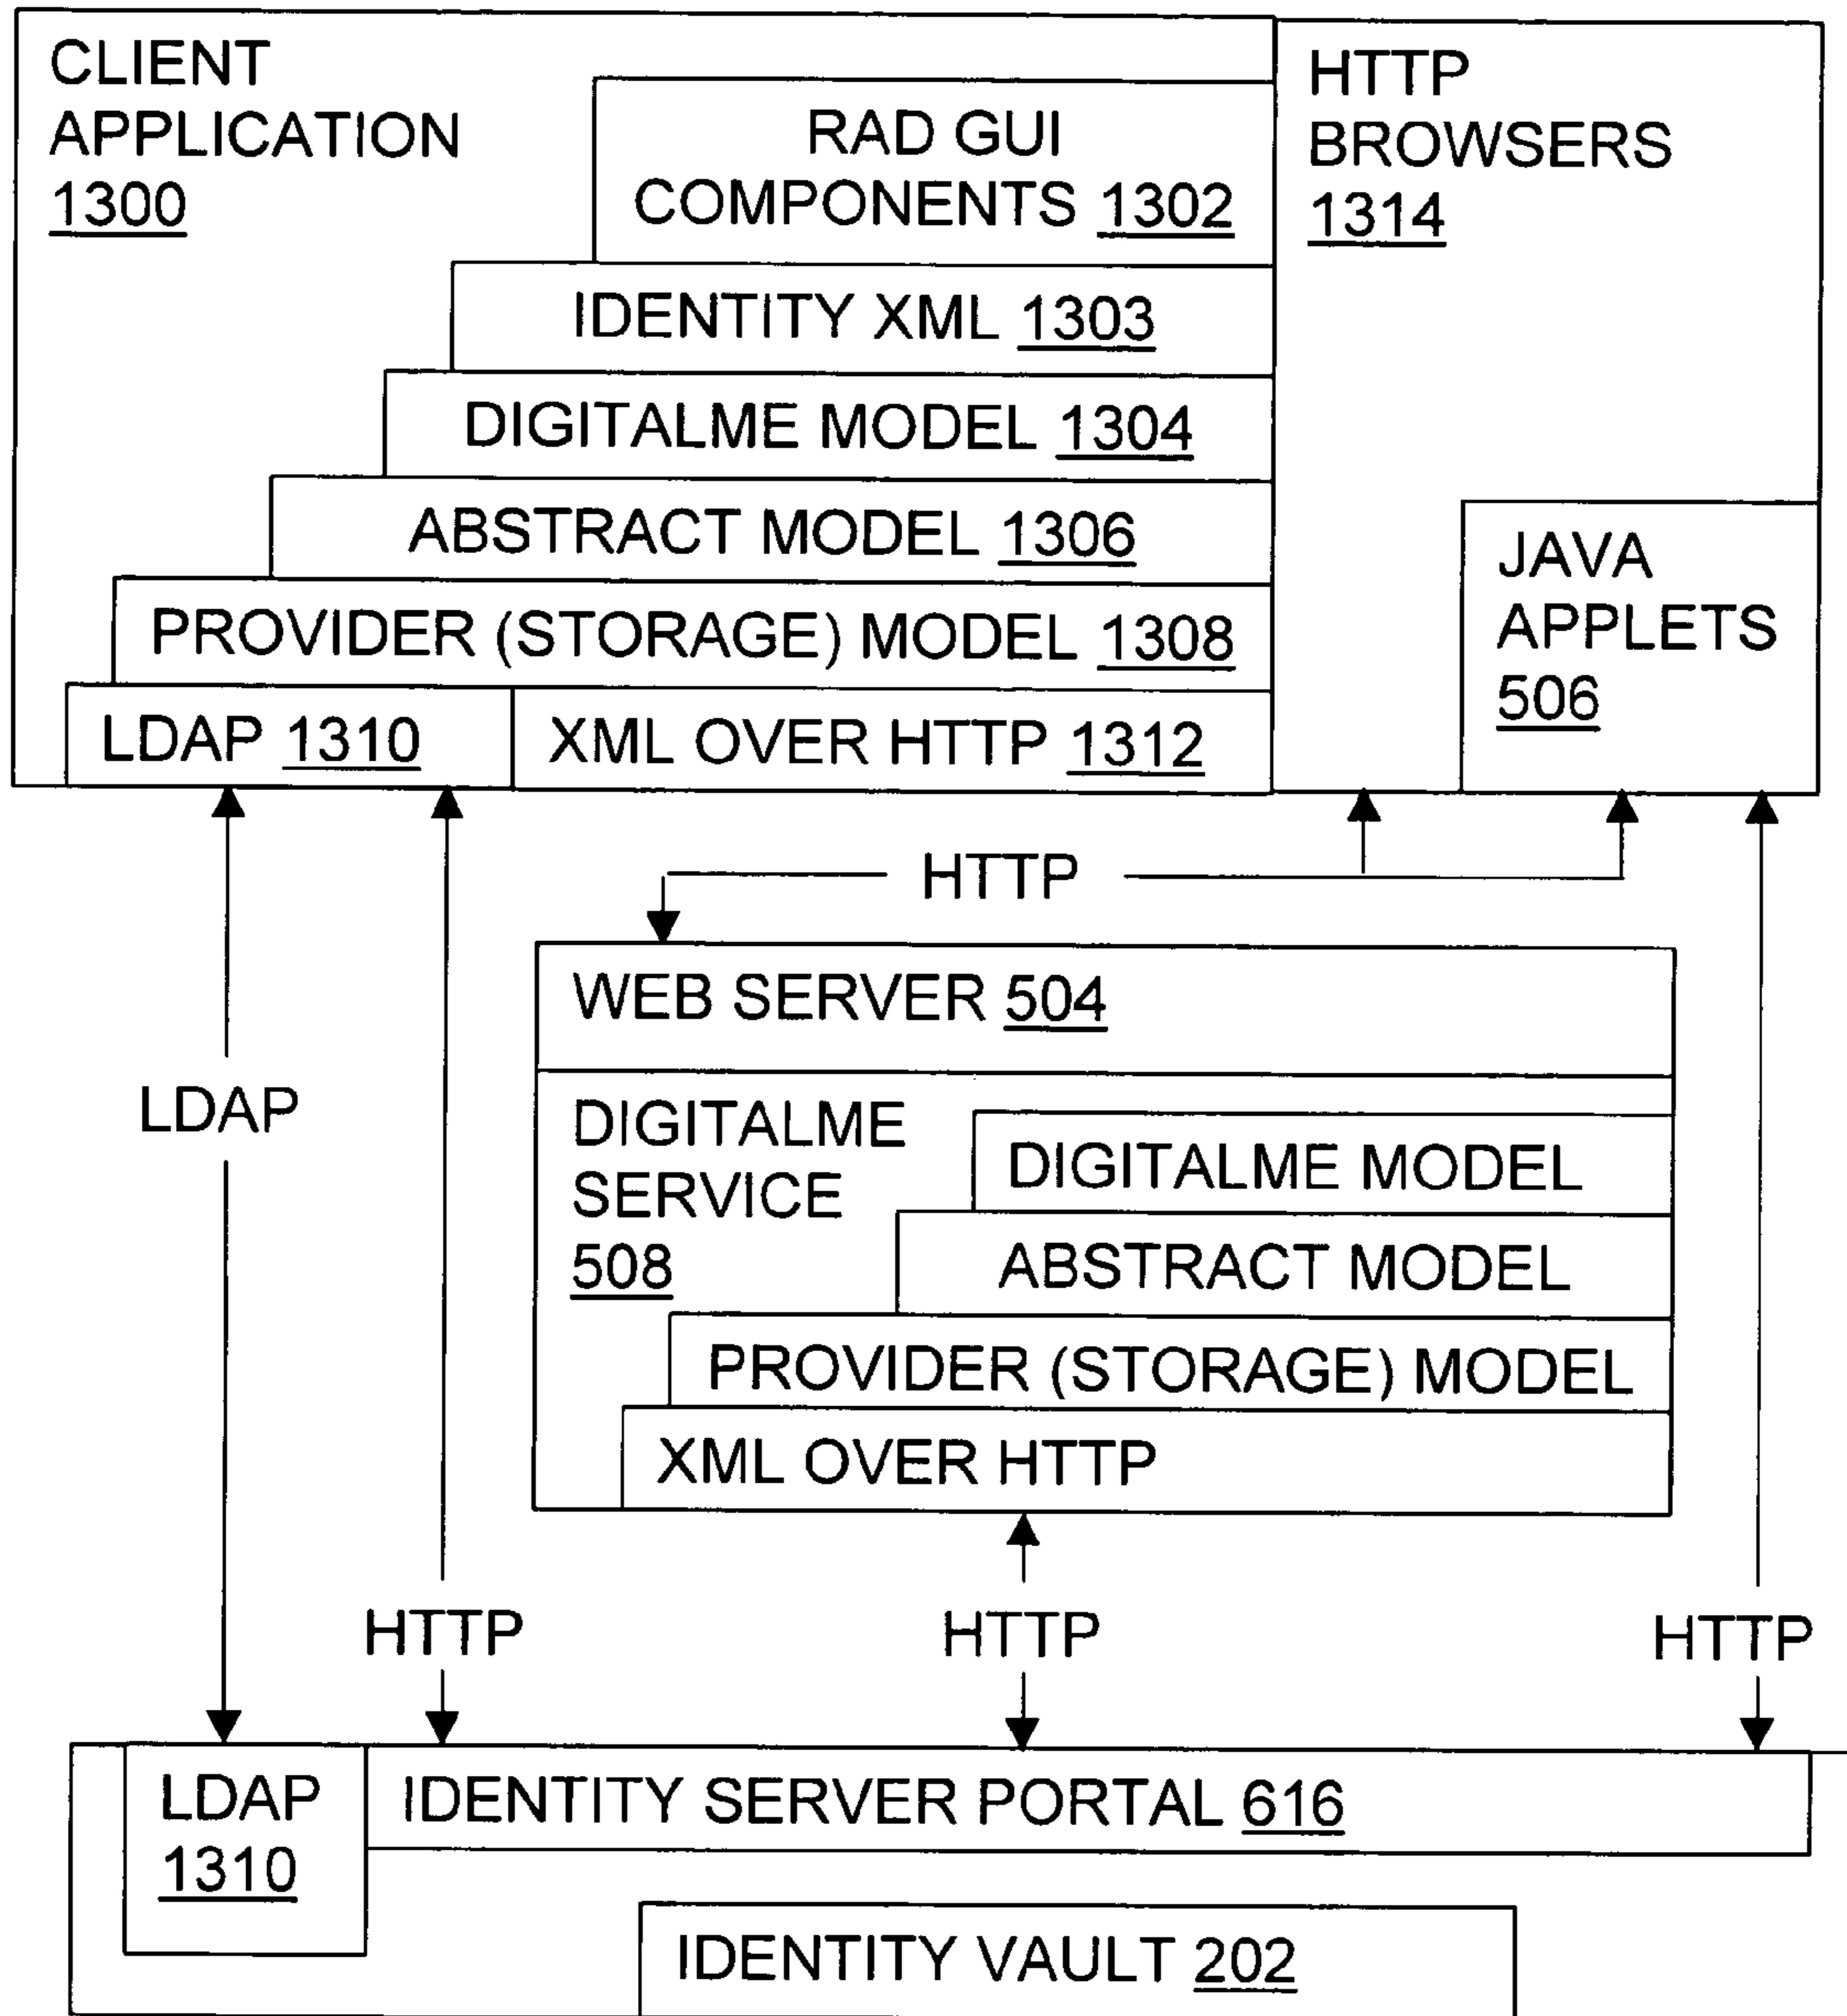 CLIENT
APPLICATION
1300
RAD GUI
COMPONENTS 1302
IDENTITY XML 1303
DIGITALME MODEL 1304
ABSTRACT MODEL 1306
PROVIDER (STORAGE) MODEL 1308
LDAP 1310
XML OVER HTTP 1312
HTTP
BROWSERS
1314
JAVA
APPLETS
506
HTTP
WEB SERVER 504
LDAP
DIGITALME
SERVICE
508
DIGITALME MODEL
ABSTRACT MODEL
PROVIDER (STORAGE) MODEL
XML OVER HTTP
HTTP
HTTP
HTTP
LDAP
1310
IDENTITY SERVER PORTAL 616
IDENTITY VAULT 202